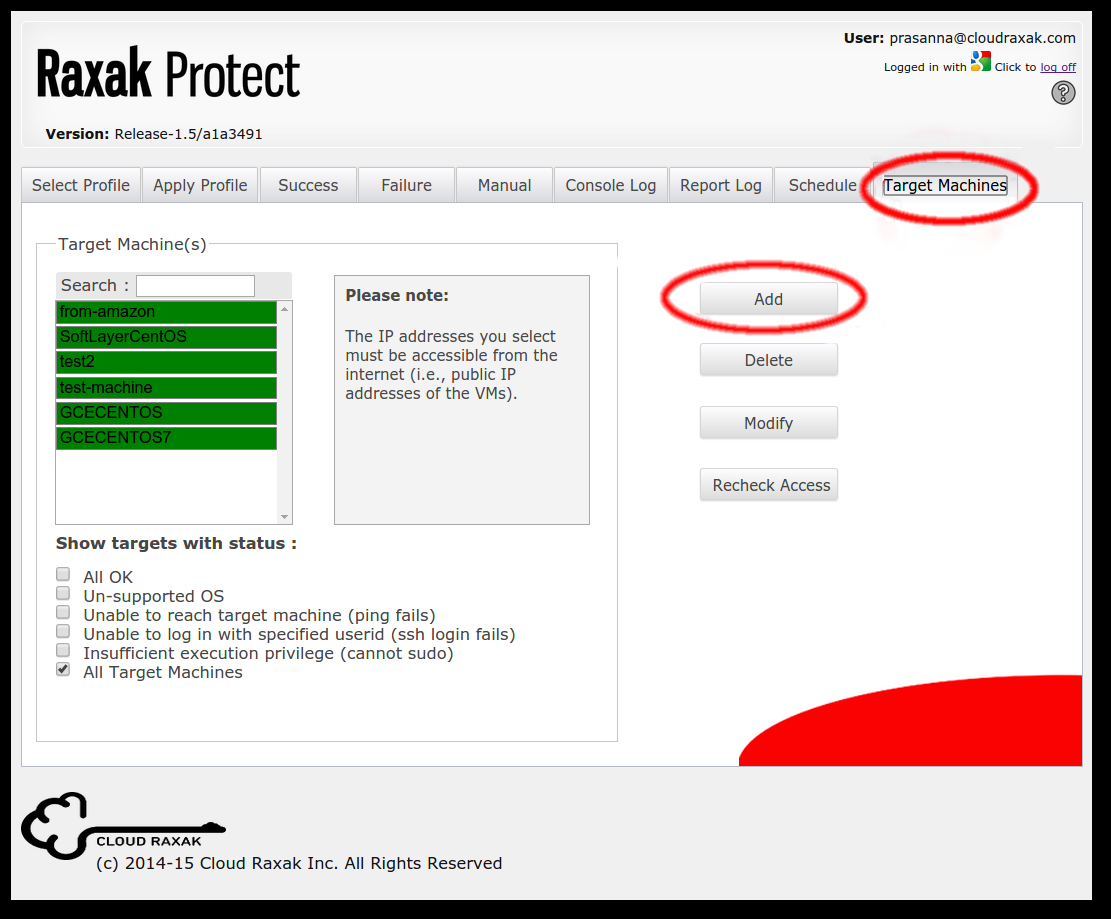 Raxak Protect
User: prasanna@cloudraxak.com
Logged in with Click to log off
?
Version: Release-1.5/a1a3491
Select Profile Apply Profile Success Failure Manual Console Log Report Log Schedule Target Machines
Target Machine(s)
Search :
from-amazon
SoftLayerCentOS
test2
test-machine
GCECENTOS
GCECENTOS7
Please note:
The IP addresses you select
must be accessible from the
internet (i.e., public IP
addresses of the VMs).
Add
Delete
Modify
Recheck Access
Show targets with status :
All OK
Un-supported OS
Unable to reach target machine (ping fails)
Unable to log in with specified userid (ssh login fails)
Insufficient execution privilege (cannot sudo)
All Target Machines
CLOUD RAXAK
(c) 2014-15 Cloud Raxak Inc. All Rights Reserved